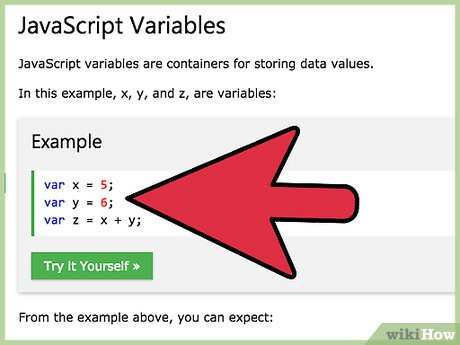 JavaScript Variables
JavaScript variables are containers for storing data values.
In this example, x, y, and z, are variables:
Example
var x = 5;
var y = 6;
var z = x + y;
Try it Yourself »
From the example above, you can expect:
wikiHow